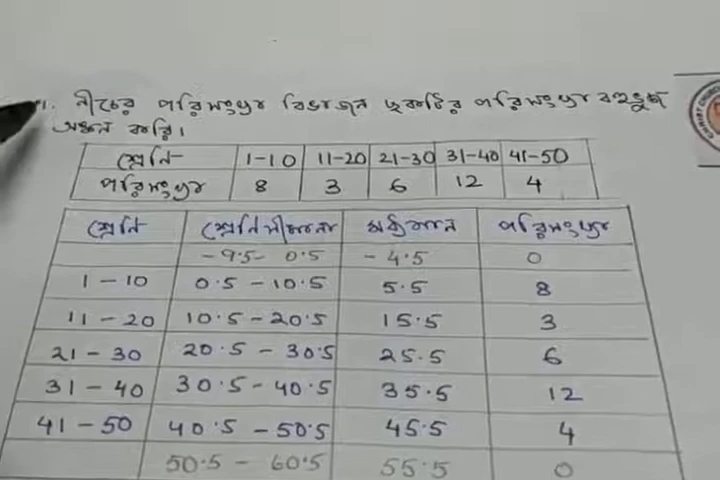 1. নীচের পরিসংখ্যা বিভাজন ছকটির পরিসংখ্যা বহুভুজ
অঙ্কন করি।
শ্রেণি 1-10 11-20 21-30 31-40 41-50
পরিসংখ্যা 8 3 6 12 4
শ্রেণি শ্রেণিসীমানা মধ্যমান পরিসংখ্যা
-9.5- 0.5 -4.5 0
1-10 0.5-10.5 5.5 8
11-20 10.5-20.5 15.5 3
21-30 20.5-30.5 25.5 6
31-40 30.5-40.5 35.5 12
41-50 40.5-50.5 45.5 4
50.5- 60.5 55.5 0